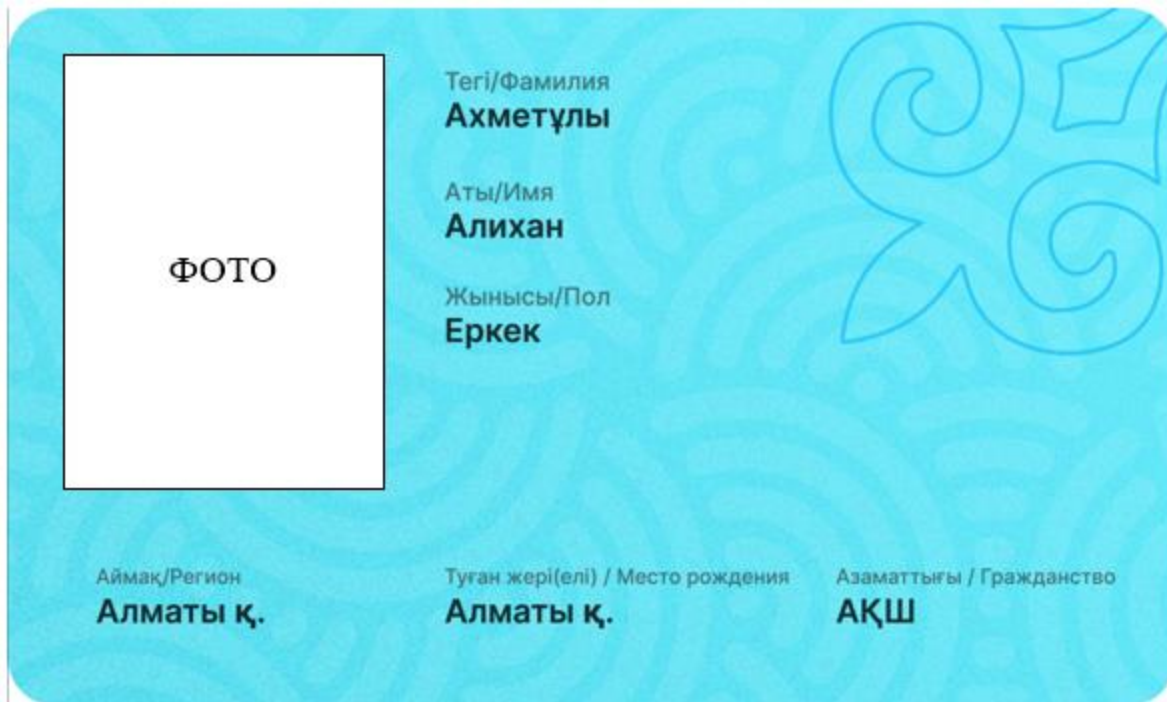 Тегі/Фамилия
Ахметұлы
Аты/Имя
Алихан
ФОТО
Жынысы/Пол
Еркек
Аймақ/Регион
Алматы қ.
Туған жері(елі) / Место рождения
Алматы қ.
Азаматтығы / Гражданство
АҚШ